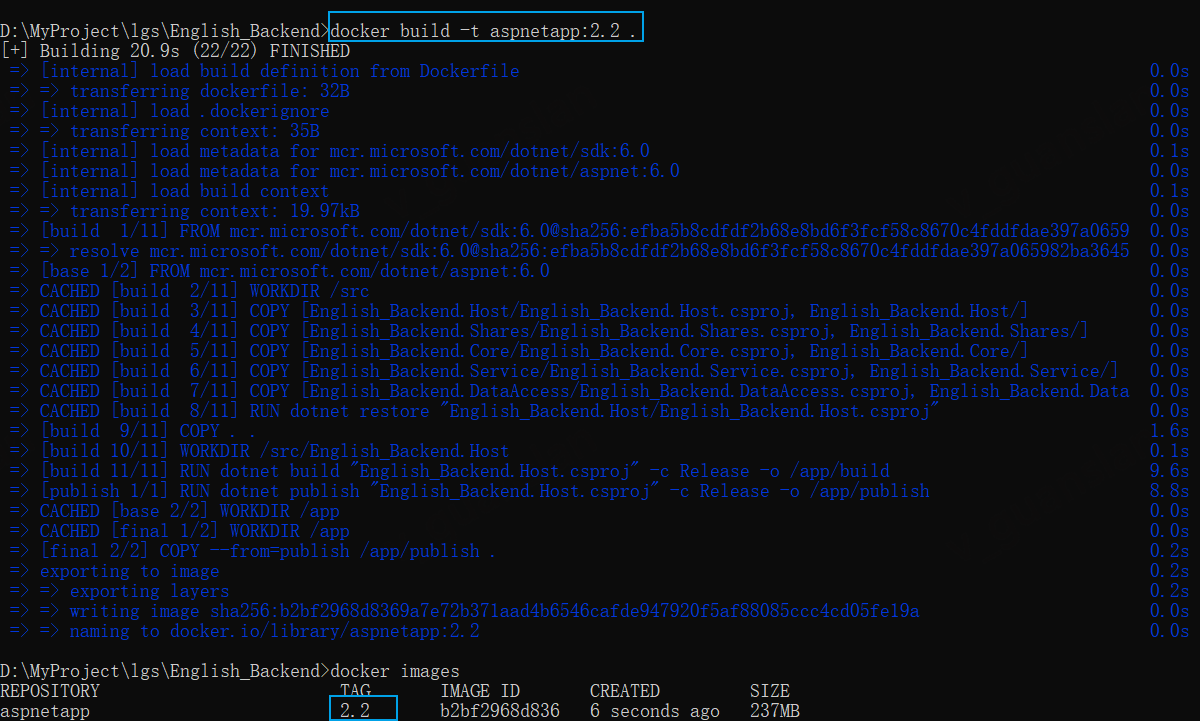 D:\MyProject\lgs\English_Backend>docker build -t aspnetapp:2.2 .
[+] Building 20.9s (22/22) FINISHED
=> [internal] load build definition from Dockerfile 0.0s
=> => transferring dockerfile: 32B 0.0s
=> [internal] load .dockerignore 0.0s
=> => transferring context: 35B 0.0s
=> [internal] load metadata for mcr.microsoft.com/dotnet/sdk:6.0 0.1s
=> [internal] load metadata for mcr.microsoft.com/dotnet/aspnet:6.0 0.0s
=> [internal] load build context 0.1s
=> => transferring context: 19.97kB 0.0s
=> [build  1/11] FROM mcr.microsoft.com/dotnet/sdk:6.0@sha256:efba5b8cdfdf2b68e8bd6f3fcf58c8670c4fddfdae397a0659 0.0s
=> => resolve mcr.microsoft.com/dotnet/sdk:6.0@sha256:efba5b8cdfdf2b68e8bd6f3fcf58c8670c4fddfdae397a065982ba3645 0.0s
=> [base 1/2] FROM mcr.microsoft.com/dotnet/aspnet:6.0 0.0s
=> CACHED [build  2/11] WORKDIR /src 0.0s
=> CACHED [build  3/11] COPY [English_Backend.Host/English_Backend.Host.csproj, English_Backend.Host/] 0.0s
=> CACHED [build  4/11] COPY [English_Backend.Shares/English_Backend.Shares.csproj, English_Backend.Shares/] 0.0s
=> CACHED [build  5/11] COPY [English_Backend.Core/English_Backend.Core.csproj, English_Backend.Core/] 0.0s
=> CACHED [build  6/11] COPY [English_Backend.Service/English_Backend.Service.csproj, English_Backend.Service/] 0.0s
=> CACHED [build  7/11] COPY [English_Backend.DataAccess/English_Backend.DataAccess.csproj, English_Backend.Data 0.0s
=> CACHED [build  8/11] RUN dotnet restore "English_Backend.Host/English_Backend.Host.csproj" 0.0s
=> [build  9/11] COPY . . 1.6s
=> [build 10/11] WORKDIR /src/English_Backend.Host 0.1s
=> [build 11/11] RUN dotnet build "English_Backend.Host.csproj" -c Release -o /app/build 9.6s
=> [publish 1/1] RUN dotnet publish "English_Backend.Host.csproj" -c Release -o /app/publish 8.8s
=> CACHED [base 2/2] WORKDIR /app 0.0s
=> CACHED [final 1/2] WORKDIR /app 0.0s
=> [final 2/2] COPY --from=publish /app/publish . 0.2s
=> exporting to image 0.2s
=> => exporting layers 0.2s
=> => writing image sha256:b2bf2968d8369a7e72b371aad4b6546cafde947920f5af88085ccc4cd05fe19a 0.0s
=> => naming to docker.io/library/aspnetapp:2.2 0.0s
D:\MyProject\lgs\English_Backend>docker images
REPOSITORY TAG IMAGE ID CREATED SIZE
aspnetapp 2.2 b2bf2968d836 6 seconds ago 237MB